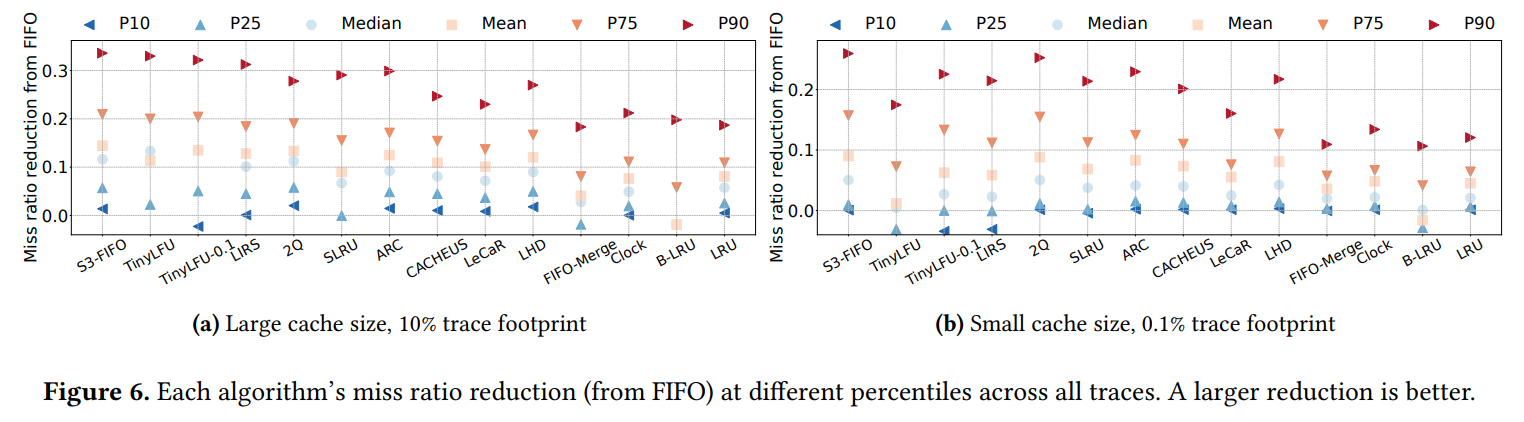 P10 P25 Median Mean P75 P90
Miss ratio reduction from FIFO
0.3
0.2
0.1
0.0
S3-FIFO TinyLFU TinyLFU-0.1 LIRS 2Q SLRU ARC CACHEUS LeCaR LHD FIFO-Merge Clock B-LRU LRU
(a) Large cache size, 10% trace footprint
P10 P25 Median Mean P75 P90
Miss ratio reduction from FIFO
0.2
0.1
0.0
S3-FIFO TinyLFU TinyLFU-0.1 LIRS 2Q SLRU ARC CACHEUS LeCaR LHD FIFO-Merge Clock B-LRU LRU
(b) Small cache size, 0.1% trace footprint
Figure 6. Each algorithm's miss ratio reduction (from FIFO) at different percentiles across all traces. A larger reduction is better.